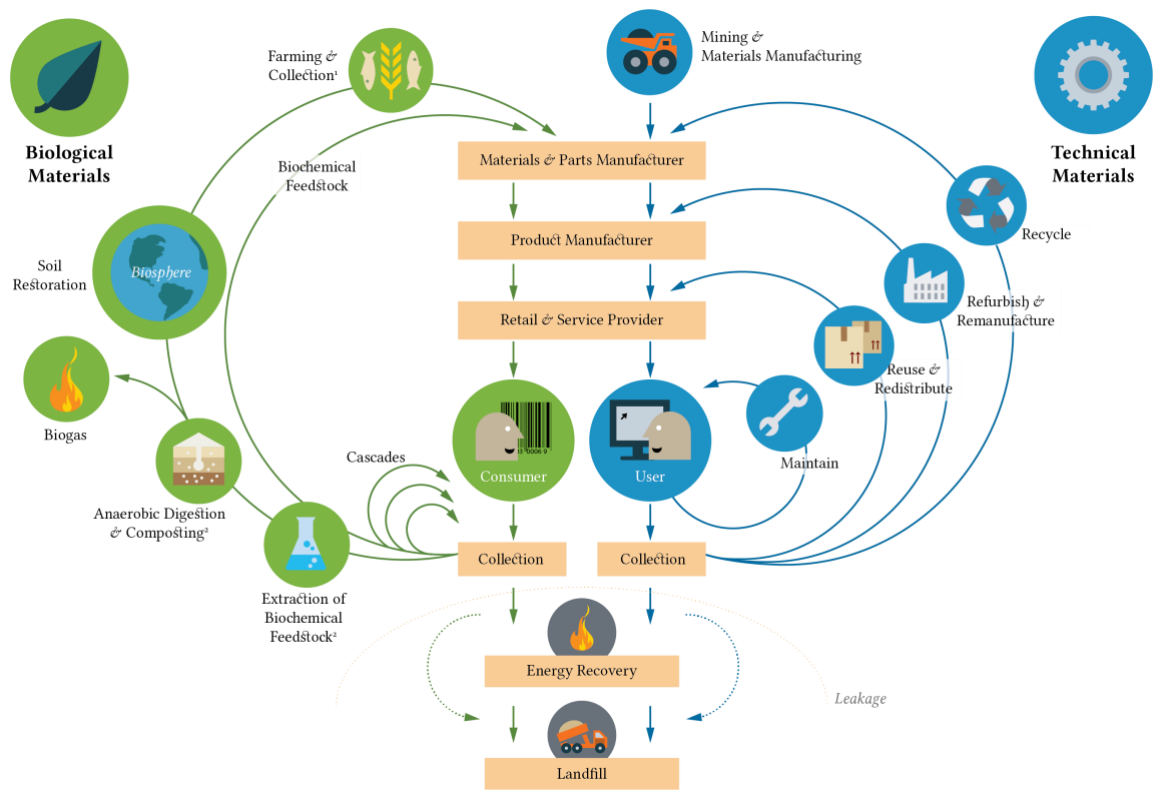 Farming &
Collection¹
Mining &
Materials Manufacturing
Biological
Materials
Technical
Materials
Biochemical
Feedstock
Materials & Parts Manufacturer
Recycle
Product Manufacturer
Biosphere
Soil
Restoration
Refurbish &
Remanufacture
Retail & Service Provider
Reuse &
Redistribute
Biogas
Cascades
Consumer
User
Maintain
Anaerobic Digestion
& Composting²
Collection
Collection
Extraction of
Biochemical
Feedstock²
Energy Recovery
Leakage
Landfill